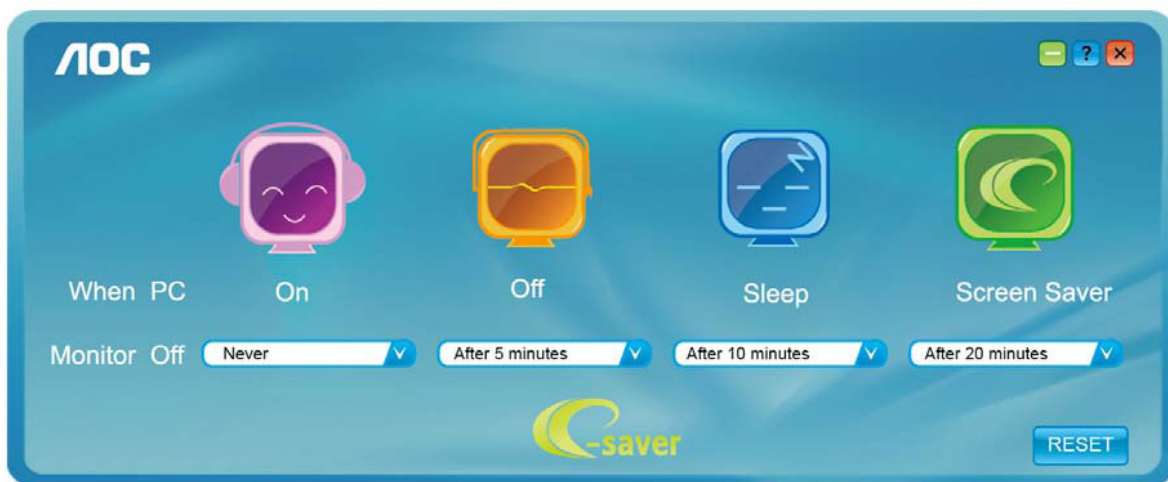 AOC
?
When PC On Off Sleep Screen Saver
Monitor Off Never After 5 minutes After 10 minutes After 20 minutes
e-saver
RESET